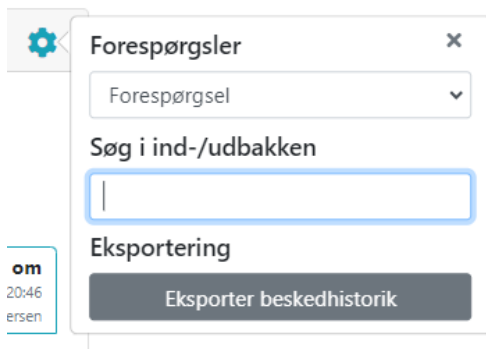 Forespørgsler
×
Forespørgsel
Søg i ind-/udbakken
Eksportering
om
20:46
ersen
Eksporter beskedhistorik